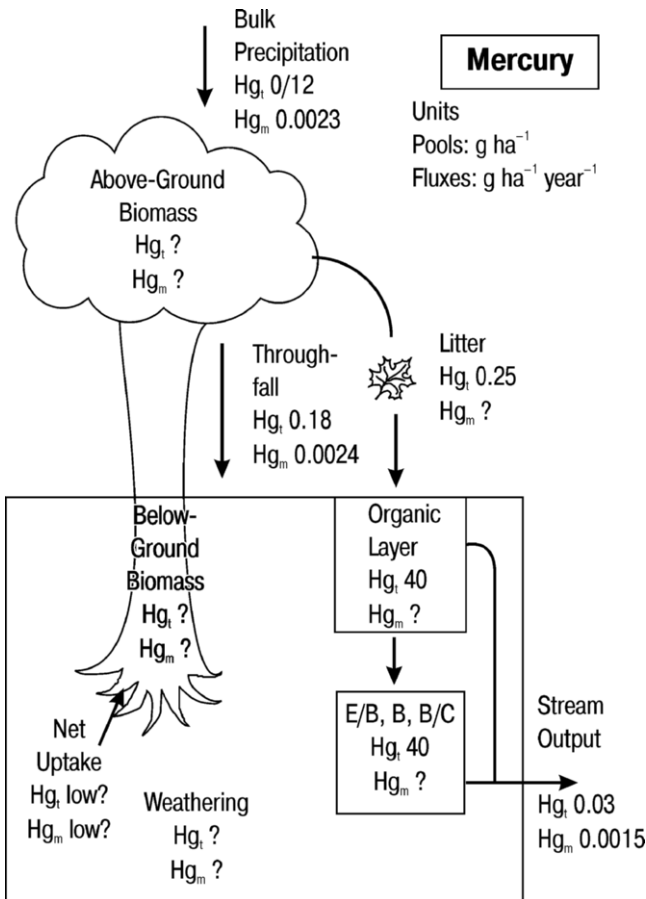 Bulk
Precipitation
Hgₜ 0/12
Hgₘ 0.0023
Mercury
Units
Pools: g ha⁻¹
Fluxes: g ha⁻¹ year⁻¹
Above-Ground
Biomass
Hgₜ ?
Hgₘ ?
Through-
fall
Hgₜ 0.18
Hgₘ 0.0024
Litter
Hgₜ 0.25
Hgₘ ?
Below-
Ground
Biomass
Hgₜ ?
Hgₘ ?
Organic
Layer
Hgₜ 40
Hgₘ ?
Net
Uptake
Hgₜ low?
Hgₘ low?
Weathering
Hgₜ ?
Hgₘ ?
E/B, B, B/C
Hgₜ 40
Hgₘ ?
Stream
Output
Hgₜ 0.03
Hgₘ 0.0015